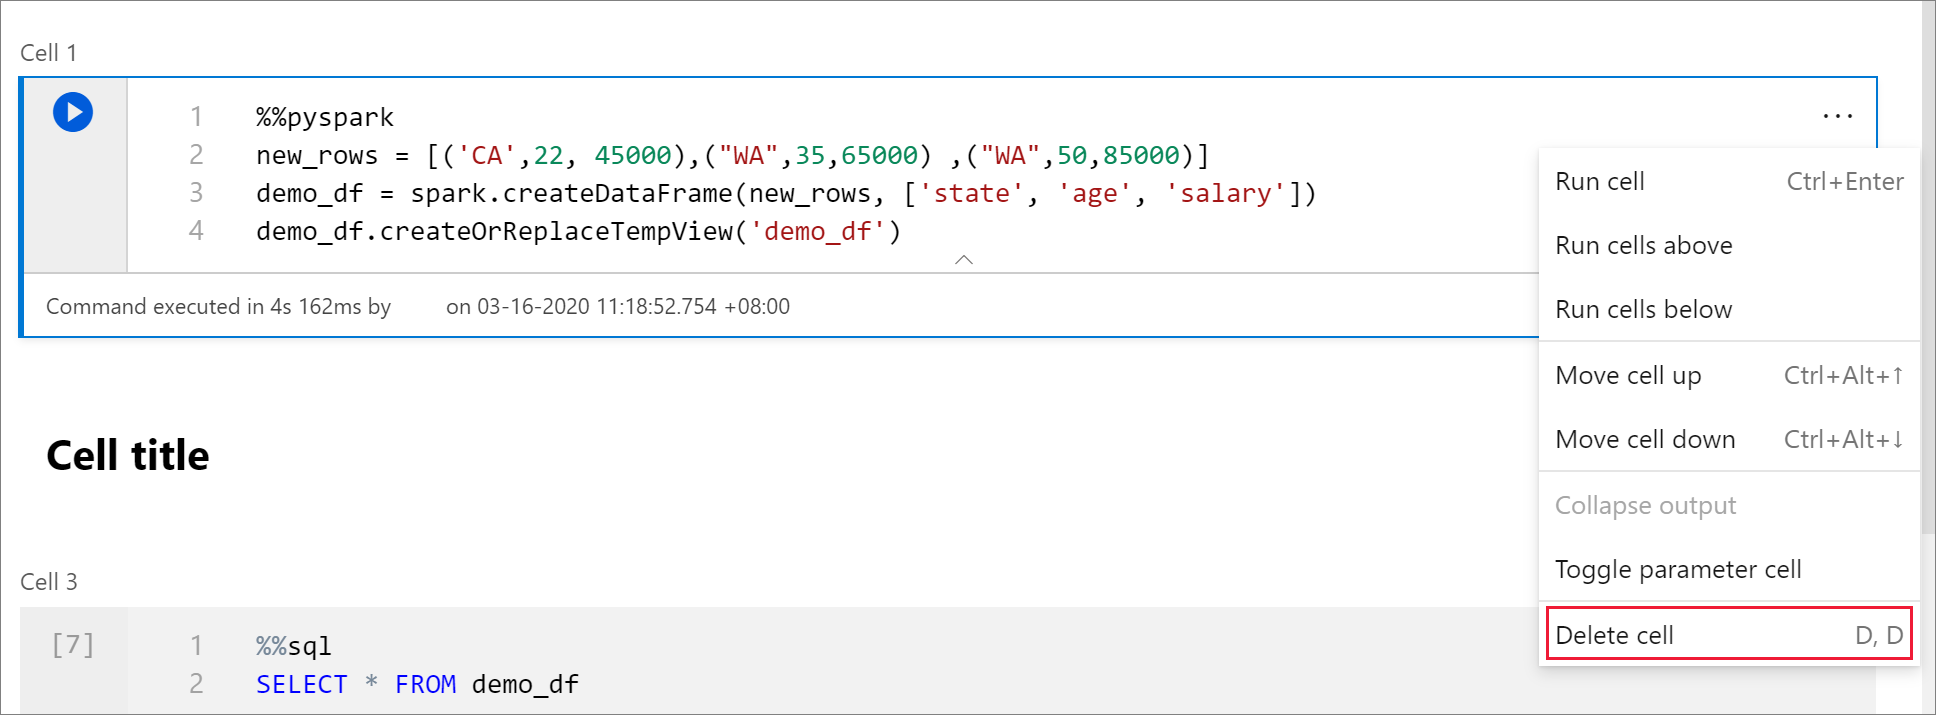 Cell 1
1 %%pyspark
2 new_rows = [('CA',22, 45000),("WA",35,65000) ,("WA",50,85000)]
3 demo_df = spark.createDataFrame(new_rows, ['state', 'age', 'salary'])
4 demo_df.createOrReplaceTempView('demo_df')
Command executed in 4s 162ms by on 03-16-2020 11:18:52.754 +08:00
...
Run cell Ctrl+Enter
Run cells above
Run cells below
Move cell up Ctrl+Alt+↑
Move cell down Ctrl+Alt+↓
Collapse output
Toggle parameter cell
Delete cell D, D
Cell title
Cell 3
[7] 1 %%sql
2 SELECT * FROM demo_df